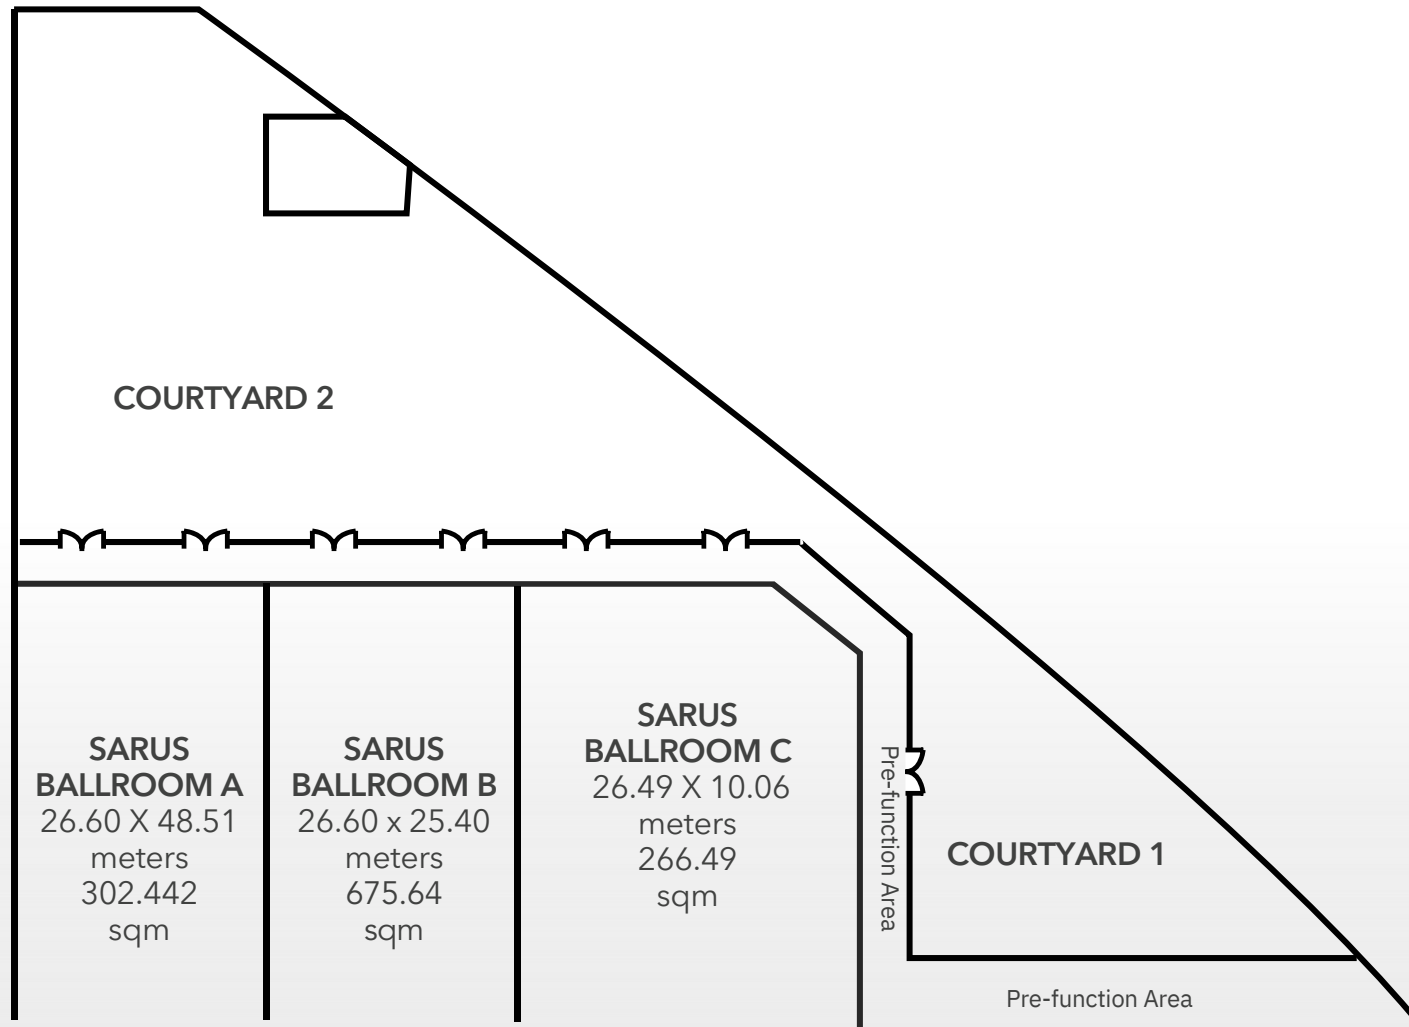 COURTYARD 2
SARUS
BALLROOM A
26.60 X 48.51
meters
302.442
sqm
SARUS
BALLROOM B
26.60 x 25.40
meters
675.64
sqm
SARUS
BALLROOM C
26.49 X 10.06
meters
266.49
sqm
Pre-function Area
COURTYARD 1
Pre-function Area